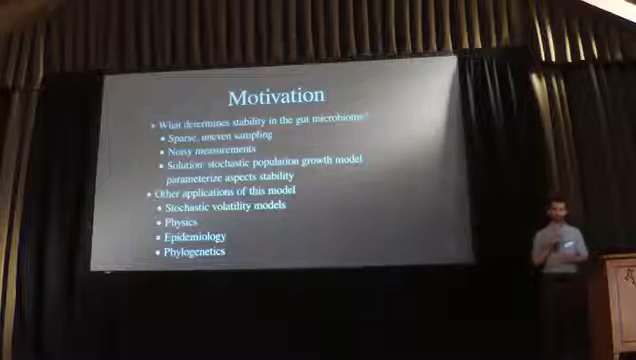 Motivation
• What determines stability in the gut microbiome?
• Sparse, uneven sampling
• Noisy measurements
• Solution: stochastic population growth model
parameterize aspects stability
• Other applications of this model
• Stochastic volatility models
• Physics
• Epidemiology
• Phylogenetics